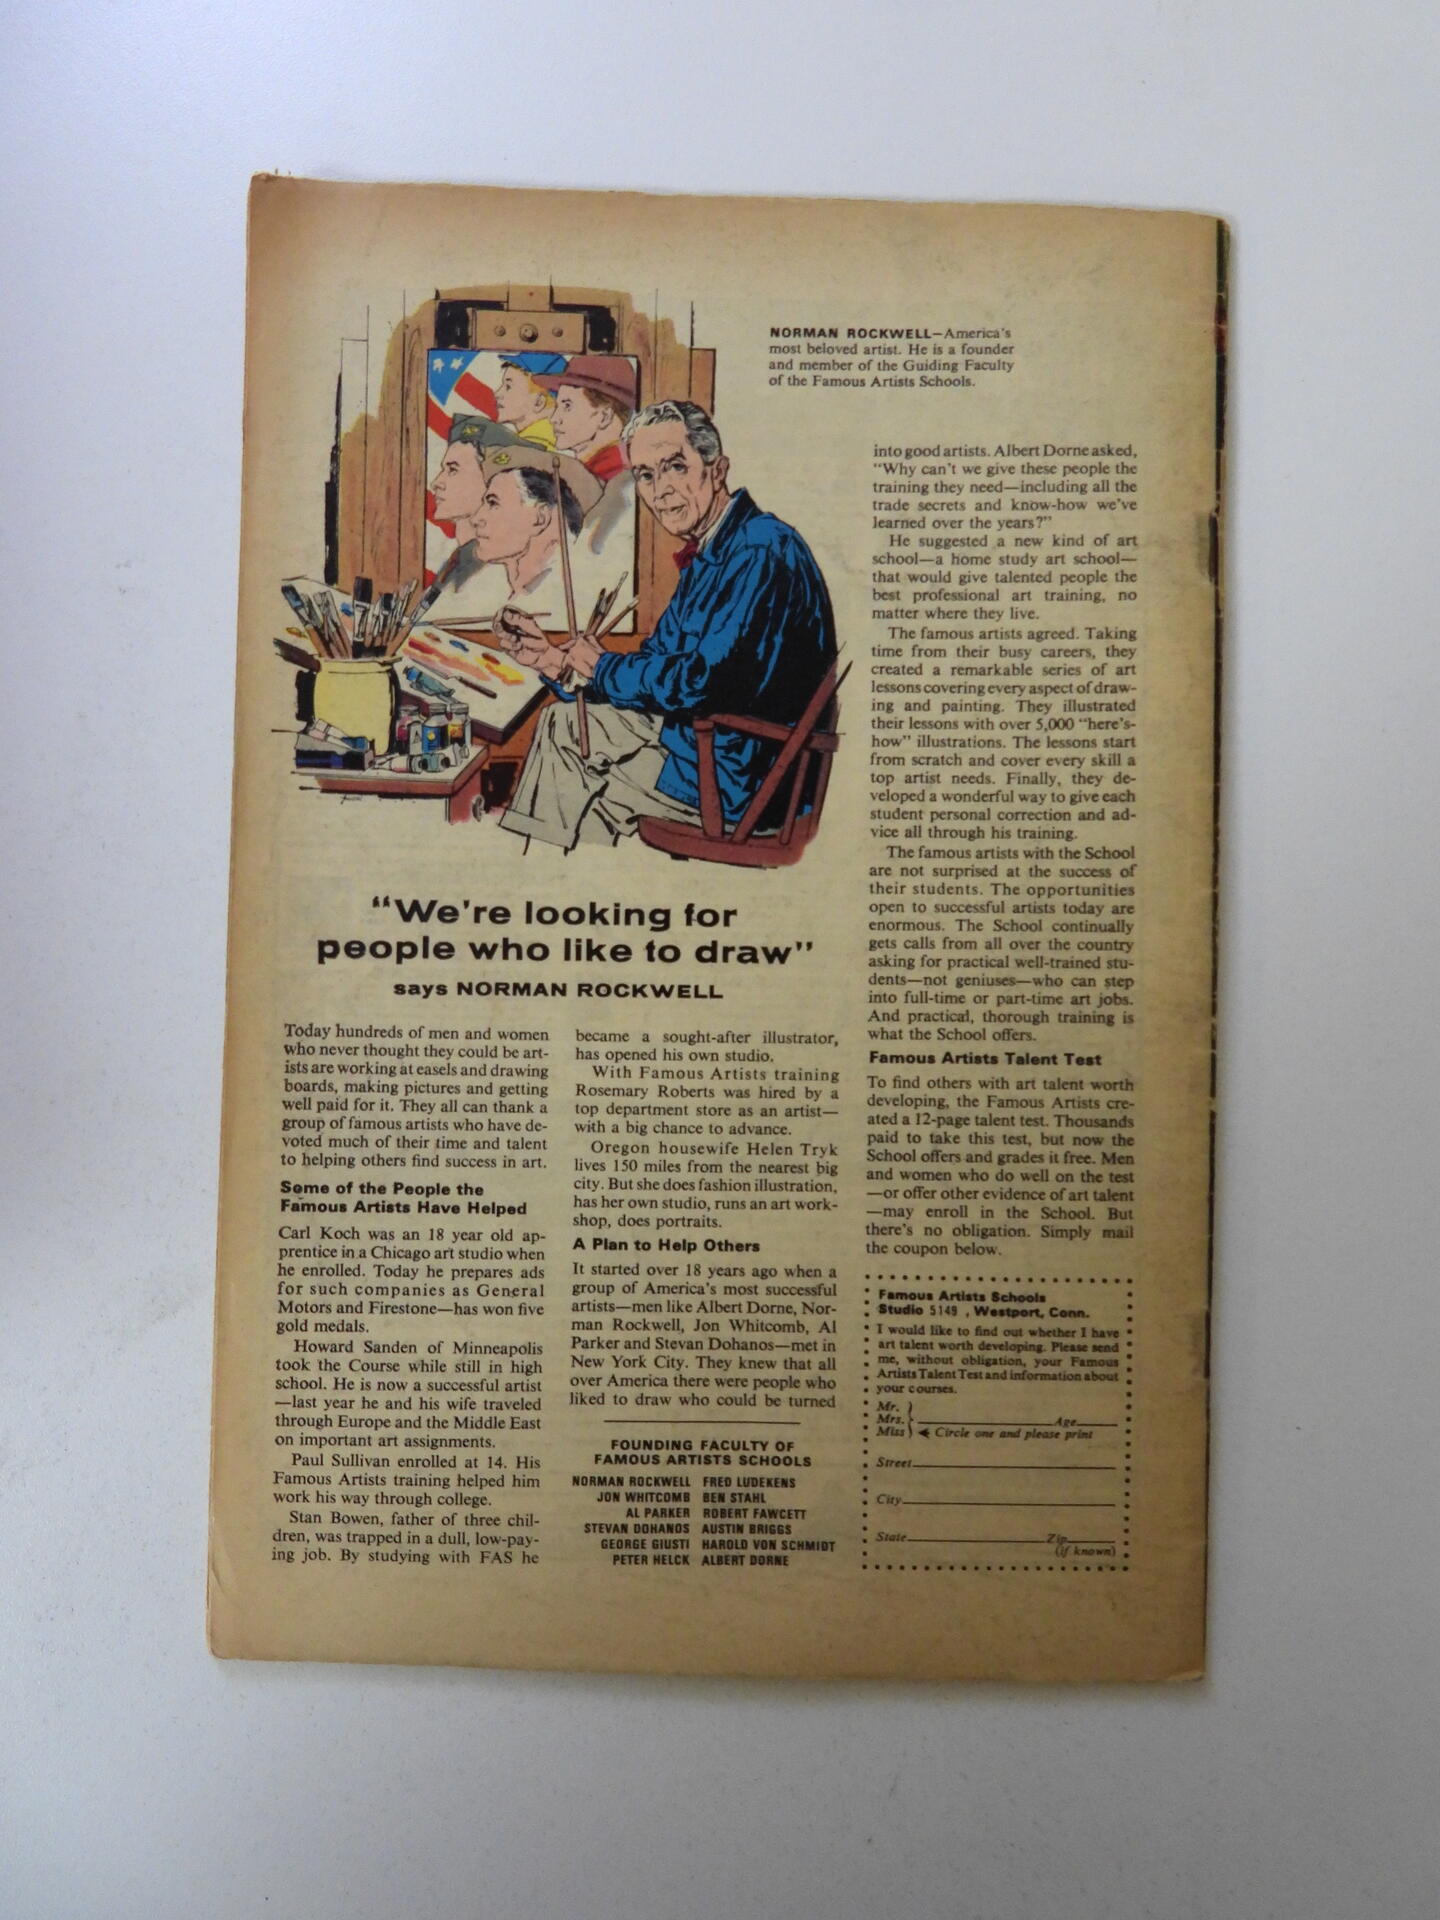 NORMAN ROCKWELL—America's
most beloved artist. He is a founder
and member of the Guiding Faculty
of the Famous Artists Schools.
"We're looking for
people who like to draw"
says NORMAN ROCKWELL
Today hundreds of men and women
who never thought they could be art-
ists are working at easels and drawing
boards, making pictures and getting
well paid for it. They all can thank a
group of famous artists who have de-
voted much of their time and talent
to helping others find success in art.
Some of the People the
Famous Artists Have Helped
Carl Koch was an 18 year old ap-
prentice in a Chicago art studio when
he enrolled. Today he prepares ads
for such companies as General
Motors and Firestone—has won five
gold medals.
Howard Sanden of Minneapolis
took the Course while still in high
school. He is now a successful artist
—last year he and his wife traveled
through Europe and the Middle East
on important art assignments.
Paul Sullivan enrolled at 14. His
Famous Artists training helped him
work his way through college.
Stan Bowen, father of three chil-
dren, was trapped in a dull, low-pay-
ing job. By studying with FAS he
became a sought-after illustrator,
has opened his own studio.
With Famous Artists training
Rosemary Roberts was hired by a
top department store as an artist—
with a big chance to advance.
Oregon housewife Helen Tryk
lives 150 miles from the nearest big
city. But she does fashion illustration,
has her own studio, runs an art work-
shop, does portraits.
A Plan to Help Others
It started over 18 years ago when a
group of America's most successful
artists—men like Albert Dorne, Nor-
man Rockwell, Jon Whitcomb, Al
Parker and Stevan Dohanos—met in
New York City. They knew that all
over America there were people who
liked to draw who could be turned
FOUNDING FACULTY OF
FAMOUS ARTISTS SCHOOLS
NORMAN ROCKWELL FRED LUDEKENS
JON WHITCOMB BEN STAHL
AL PARKER ROBERT FAWCETT
STEVAN DOHANOS AUSTIN BRIGGS
GEORGE GIUSTI HAROLD VON SCHMIDT
PETER HELCK ALBERT DORNE
into good artists. Albert Dorne asked,
"Why can't we give these people the
training they need—including all the
trade secrets and know-how we've
learned over the years?"
He suggested a new kind of art
school—a home study art school—
that would give talented people the
best professional art training, no
matter where they live.
The famous artists agreed. Taking
time from their busy careers, they
created a remarkable series of art
lessons covering every aspect of draw-
ing and painting. They illustrated
their lessons with over 5,000 "here's-
how" illustrations. The lessons start
from scratch and cover every skill a
top artist needs. Finally, they de-
veloped a wonderful way to give each
student personal correction and ad-
vice all through his training.
The famous artists with the School
are not surprised at the success of
their students. The opportunities
open to successful artists today are
enormous. The School continually
gets calls from all over the country
asking for practical well-trained stu-
dents—not geniuses—who can step
into full-time or part-time art jobs.
And practical, thorough training is
what the School offers.
Famous Artists Talent Test
To find others with art talent worth
developing, the Famous Artists cre-
ated a 12-page talent test. Thousands
paid to take this test, but now the
School offers and grades it free. Men
and women who do well on the test
—or offer other evidence of art talent
—may enroll in the School. But
there's no obligation. Simply mail
the coupon below.
Famous Artists Schools
Studio 5149 , Westport, Conn.
I would like to find out whether I have
art talent worth developing. Please send
me, without obligation, your Famous
Artists Talent Test and information about
your courses.
Mr.
Mrs. Age
Miss Circle one and please print
Street
City
State Zip
(if known)